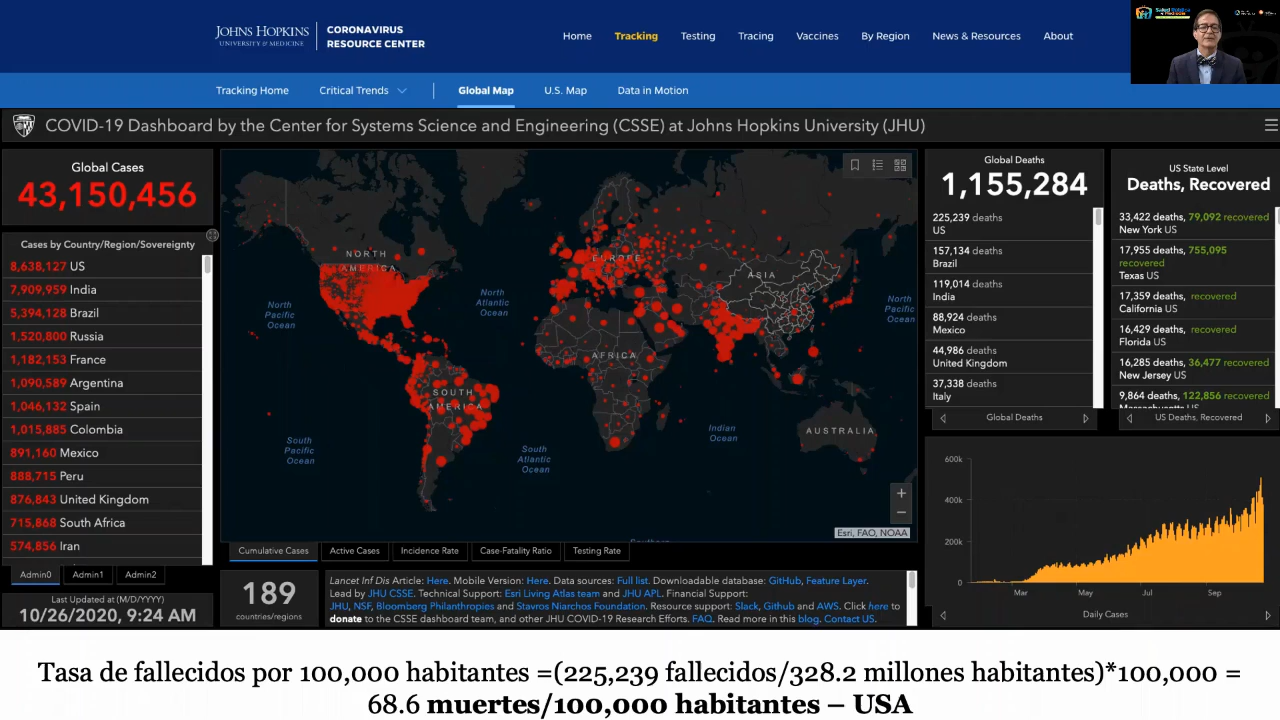 JOHNS HOPKINS
UNIVERSITY & MEDICINE
CORONAVIRUS
RESOURCE CENTER
Home
Tracking
Testing
Tracing
Vaccines
By Region
News & Resources
About
Tracking Home
Critical Trends
Global Map
U.S. Map
Data in Motion
COVID-19 Dashboard by the Center for Systems Science and Engineering (CSSE) at Johns Hopkins University (JHU)
Global Cases
43,150,456
Cases by Country/Region/Sovereignty
8,638,127 US
7,909,959 India
5,394,128 Brazil
1,520,800 Russia
1,182,153 France
1,090,589 Argentina
1,046,132 Spain
1,015,885 Colombia
891,160 Mexico
888,715 Peru
876,843 United Kingdom
715,868 South Africa
574,856 Iran
Admin0
Admin1
Admin2
Last Updated at (M/D/YYYY)
10/26/2020, 9:24 AM
NORTH
AMERICA
EUROPE
ASIA
North
Pacific
Ocean
North
Atlantic
Ocean
North
Pacific
Ocean
AFRICA
SOUTH
AMERICA
Indian
Ocean
AUSTRALIA
South
Pacific
Ocean
South
Atlantic
Ocean
+
−
Esri, FAO, NOAA
Cumulative Cases
Active Cases
Incidence Rate
Case-Fatality Ratio
Testing Rate
189
countries/regions
Lancet Inf Dis Article: Here. Mobile Version: Here. Data sources: Full list. Downloadable database: GitHub, Feature Layer.
Lead by JHU CSSE. Technical Support: Esri Living Atlas team and JHU APL. Financial Support:
JHU, NSF, Bloomberg Philanthropies and Stavros Niarchos Foundation. Resource support: Slack, Github and AWS. Click here to
donate to the CSSE dashboard team, and other JHU COVID-19 Research Efforts. FAQ. Read more in this blog. Contact US.
Global Deaths
1,155,284
225,239 deaths
US
157,134 deaths
Brazil
119,014 deaths
India
88,924 deaths
Mexico
44,986 deaths
United Kingdom
37,338 deaths
Italy
Global Deaths
US State Level
Deaths, Recovered
33,422 deaths, 79,092 recovered
New York US
17,955 deaths, 755,095
recovered
Texas US
17,359 deaths, recovered
California US
16,429 deaths, recovered
Florida US
16,285 deaths, 36,477 recovered
New Jersey US
9,864 deaths, 122,856 recovered
US Deaths, Recovered
600k
400k
200k
0
Mar
May
Jul
Sep
Daily Cases
Tasa de fallecidos por 100,000 habitantes =(225,239 fallecidos/328.2 millones habitantes)*100,000 =
68.6 muertes/100,000 habitantes – USA